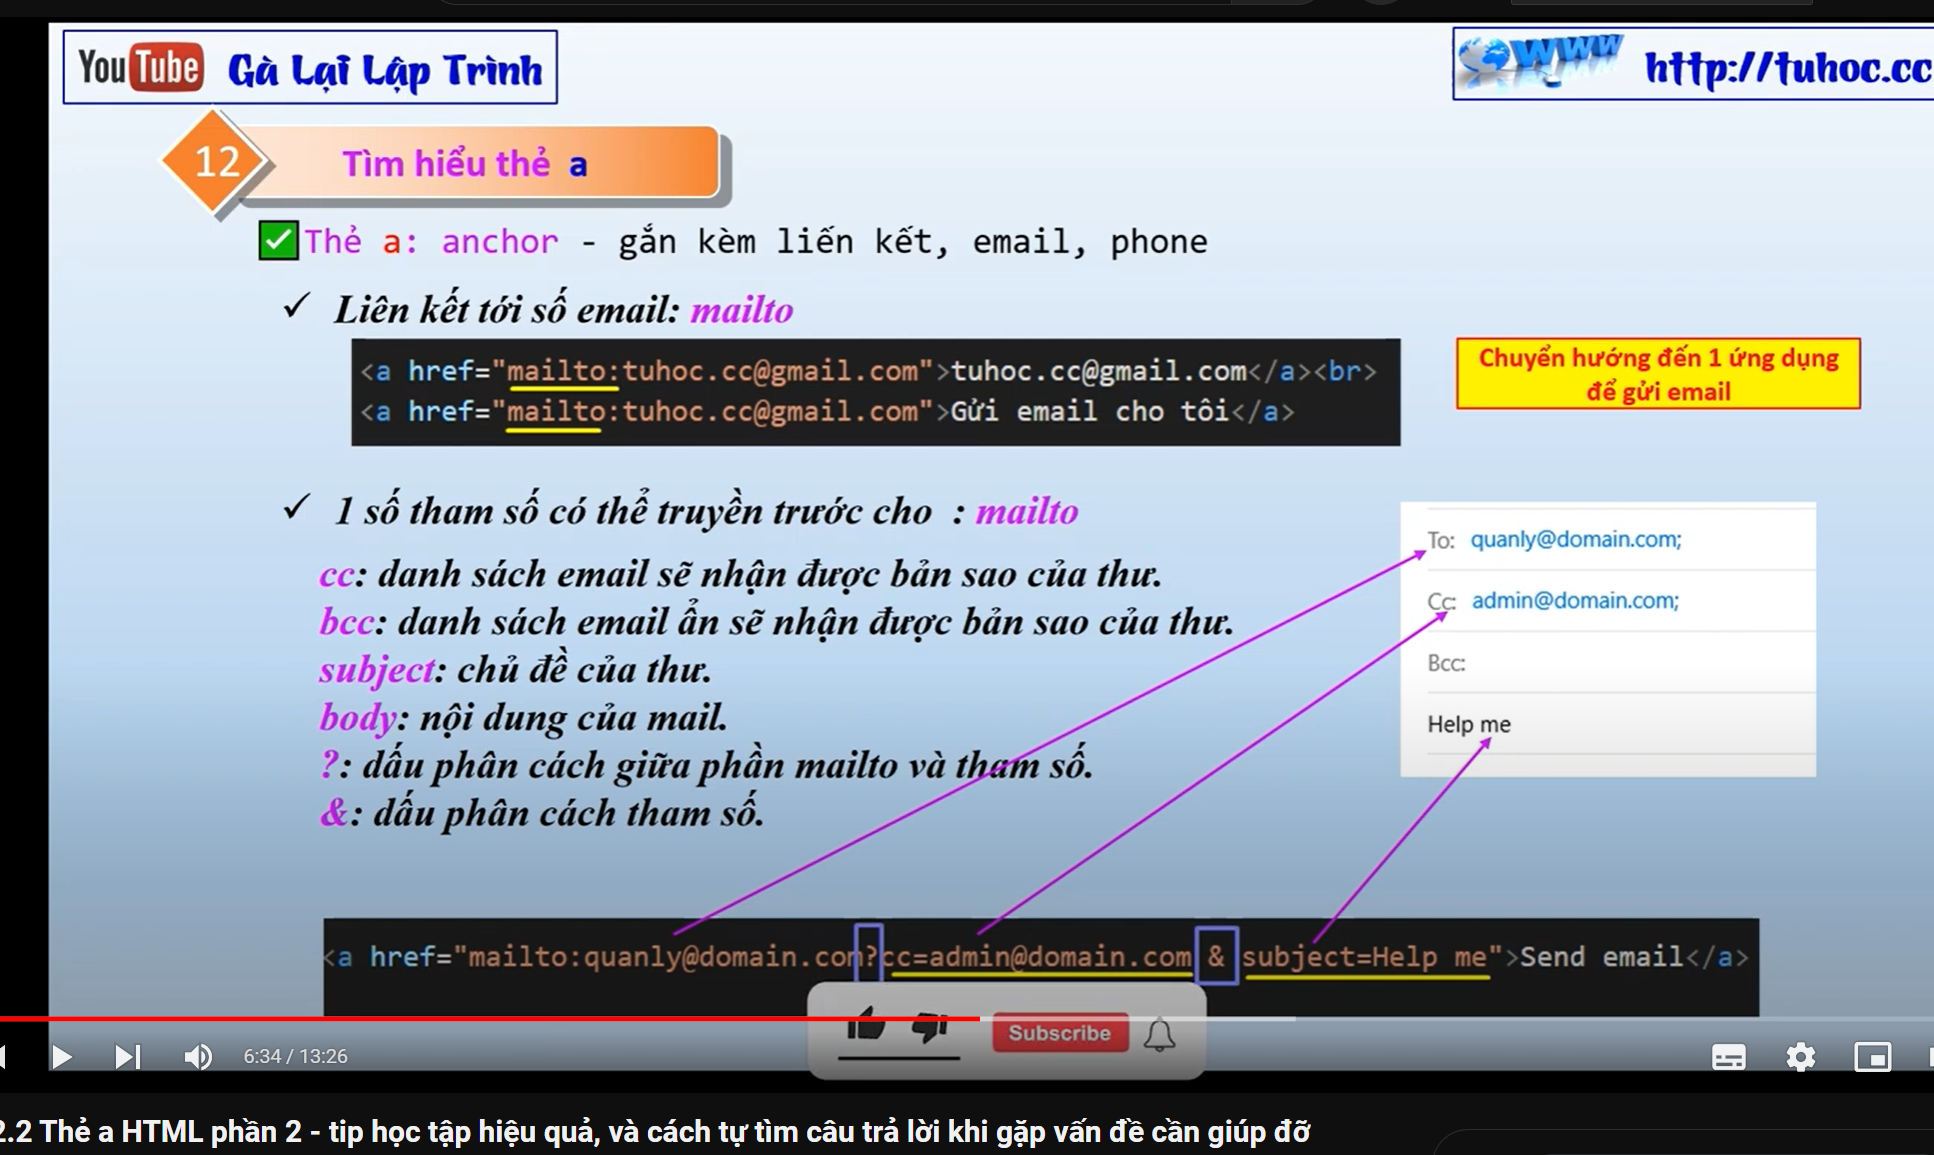 YouTube Gà Lại Lập Trình
WWW http://tuhoc.cc
12 Tìm hiểu thẻ a
Thẻ a: anchor - gắn kèm liến kết, email, phone
✓ Liên kết tới số email: mailto
<a href="mailto:tuhoc.cc@gmail.com">tuhoc.cc@gmail.com</a><br>
<a href="mailto:tuhoc.cc@gmail.com">Gửi email cho tôi</a>
Chuyển hướng đến 1 ứng dụng
để gửi email
✓ 1 số tham số có thể truyền trước cho : mailto
cc: danh sách email sẽ nhận được bản sao của thư.
bcc: danh sách email ẩn sẽ nhận được bản sao của thư.
subject: chủ đề của thư.
body: nội dung của mail.
?: dấu phân cách giữa phần mailto và tham số.
&: dấu phân cách tham số.
To: quanly@domain.com;
Cc: admin@domain.com;
Bcc:
Help me
<a href="mailto:quanly@domain.com?cc=admin@domain.com & subject=Help me">Send email</a>
Subscribe
6:34 / 13:26
2.2 Thẻ a HTML phần 2 - tip học tập hiệu quả, và cách tự tìm câu trả lời khi gặp vấn đề cần giúp đỡ